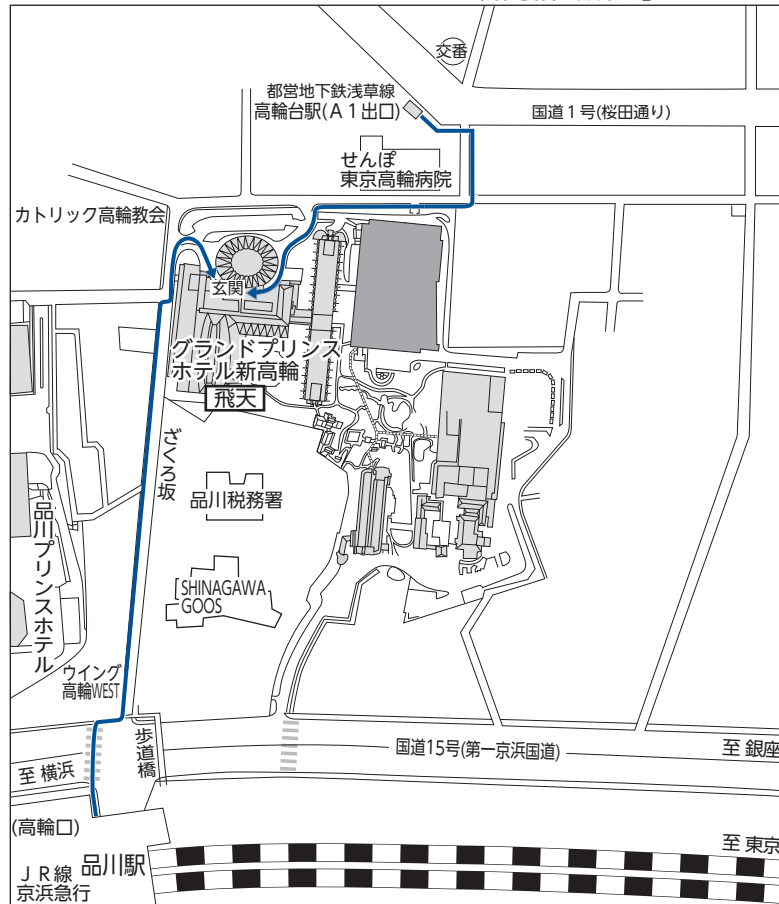 交番
都営地下鉄浅草線
高輪台駅(A1出口)
国道1号(桜田通り)
せんぽ
東京高輪病院
カトリック高輪教会
玄関
グランドプリンス
ホテル新高輪
飛天
ざくろ坂
品川税務署
品川プリンスホテル
SHINAGAWA
GOOS
ウイング
高輪WEST
歩道橋
国道15号(第一京浜国道)
至 銀座
至 横浜
(高輪口)
至 東京
JR線 品川駅
京浜急行